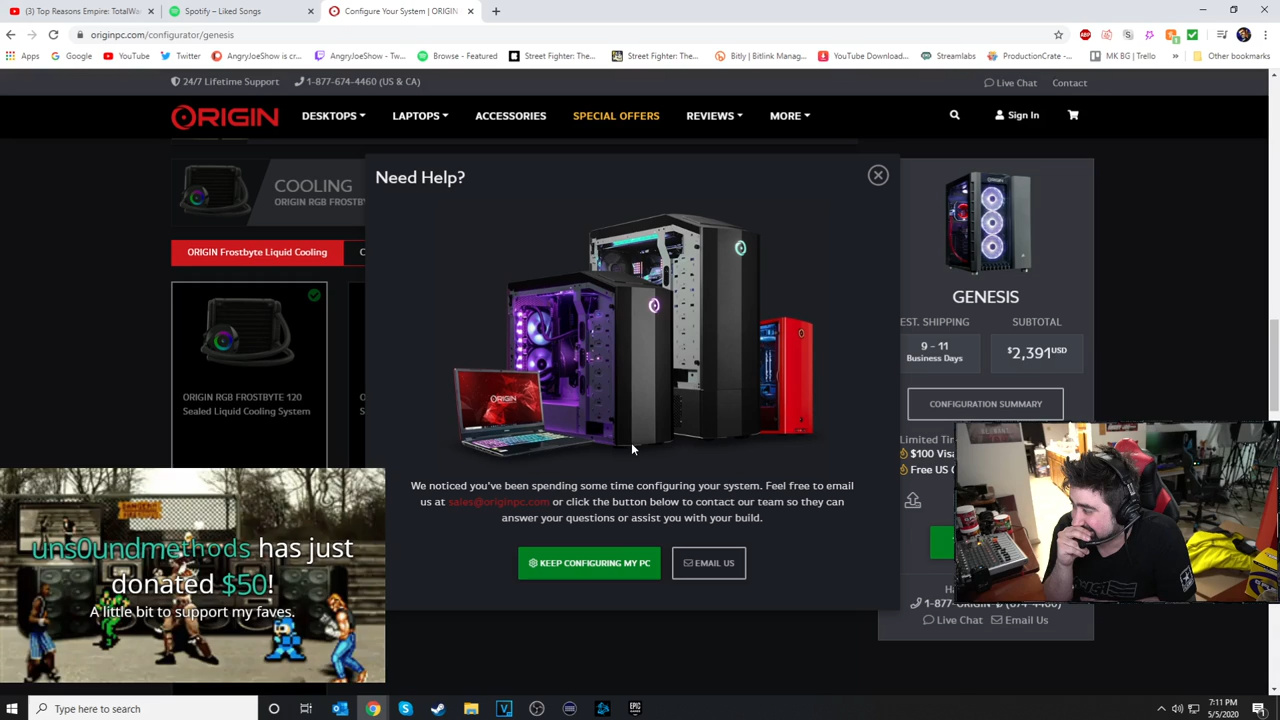 (3) Top Reasons Empire: TotalWar
Spotify – Liked Songs
Configure Your System | ORIGIN
originpc.com/configurator/genesis
Apps
Google
YouTube
Twitter
AngryJoeShow is cr...
AngryJoeShow - Tw...
Browse - Featured
Street Fighter: The...
Street Fighter: The...
Bitly | Bitlink Manag...
YouTube Download...
Streamlabs
ProductionCrate - ...
MK BG | Trello
Other bookmarks
24/7 Lifetime Support
1-877-674-4460 (US & CA)
Live Chat
Contact
ORIGIN
DESKTOPS
LAPTOPS
ACCESSORIES
SPECIAL OFFERS
REVIEWS
MORE
Sign In
COOLING
ORIGIN RGB FROSTB
ORIGIN Frostbyte Liquid Cooling
ORIGIN RGB FROSTBYTE 120
Sealed Liquid Cooling System
Need Help?
ORIGIN
We noticed you've been spending some time configuring your system. Feel free to email
us at sales@originpc.com or click the button below to contact our team so they can
answer your questions or assist you with your build.
KEEP CONFIGURING MY PC
EMAIL US
GENESIS
EST. SHIPPING
SUBTOTAL
9 - 11
Business Days
$2,391USD
CONFIGURATION SUMMARY
Limited Tim
$100 Visa
Free US
1-877-ORIGIN
Live Chat
Email Us
uns0undmethods has just
donated $50!
A little bit to support my faves.
Type here to search
7:11 PM
5/5/2020